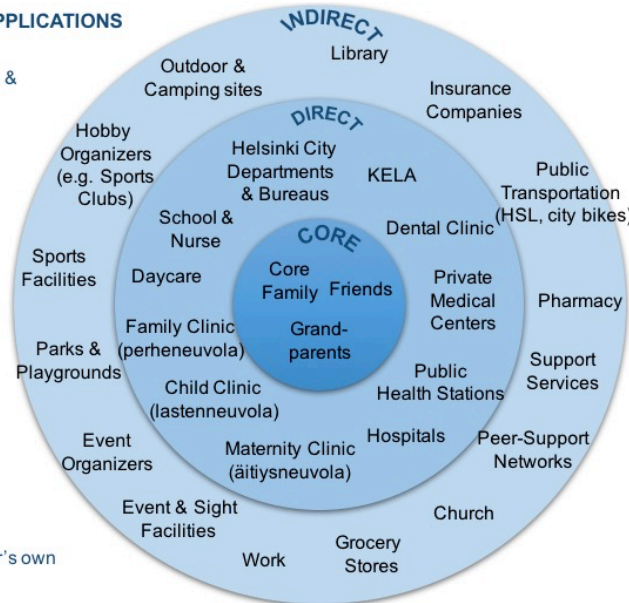 PPLICATIONS
&
r's own
INDIRECT
Library
Outdoor &
Camping sites
Insurance
Companies
Hobby
Organizers
(e.g. Sports
Clubs)
Public
Transportation
(HSL, city bikes)
Sports
Facilities
Pharmacy
Parks &
Playgrounds
Support
Services
Event
Organizers
Peer-Support
Networks
Event & Sight
Facilities
Church
Work
Grocery
Stores
DIRECT
Helsinki City
Departments
& Bureaus
KELA
School &
Nurse
Dental Clinic
Daycare
Private
Medical
Centers
Family Clinic
(perheneuvola)
Public
Health Stations
Child Clinic
(lastenneuvola)
Hospitals
Maternity Clinic
(äitiysneuvola)
CORE
Core
Family
Friends
Grand-
parents